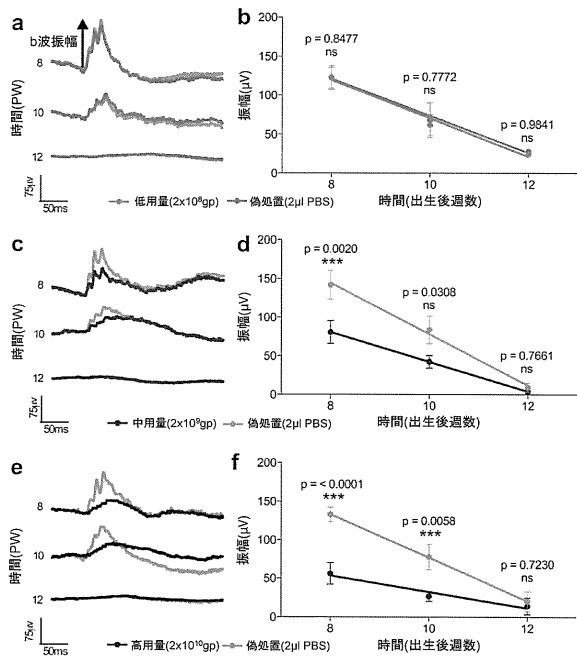 a
b波振幅
時間(PW)
8
10
12
75μV
50ms
低用量(2x10⁸gp)
偽処置(2μl PBS)
b
振幅(μV)
200
150
100
50
0
p = 0.8477
ns
p = 0.7772
ns
p = 0.9841
ns
8
10
12
時間(出生後週数)
c
時間(PW)
8
10
12
75μV
50ms
中用量(2x10⁹gp)
偽処置(2μl PBS)
d
振幅(μV)
200
150
100
50
0
p = 0.0020
***
p = 0.0308
ns
p = 0.7661
ns
8
10
12
時間(出生後週数)
e
時間(PW)
8
10
12
75μV
50ms
高用量(2x10¹⁰gp)
偽処置(2μl PBS)
f
振幅(μV)
200
150
100
50
0
p = < 0.0001
***
p = 0.0058
***
p = 0.7230
ns
8
10
12
時間(出生後週数)